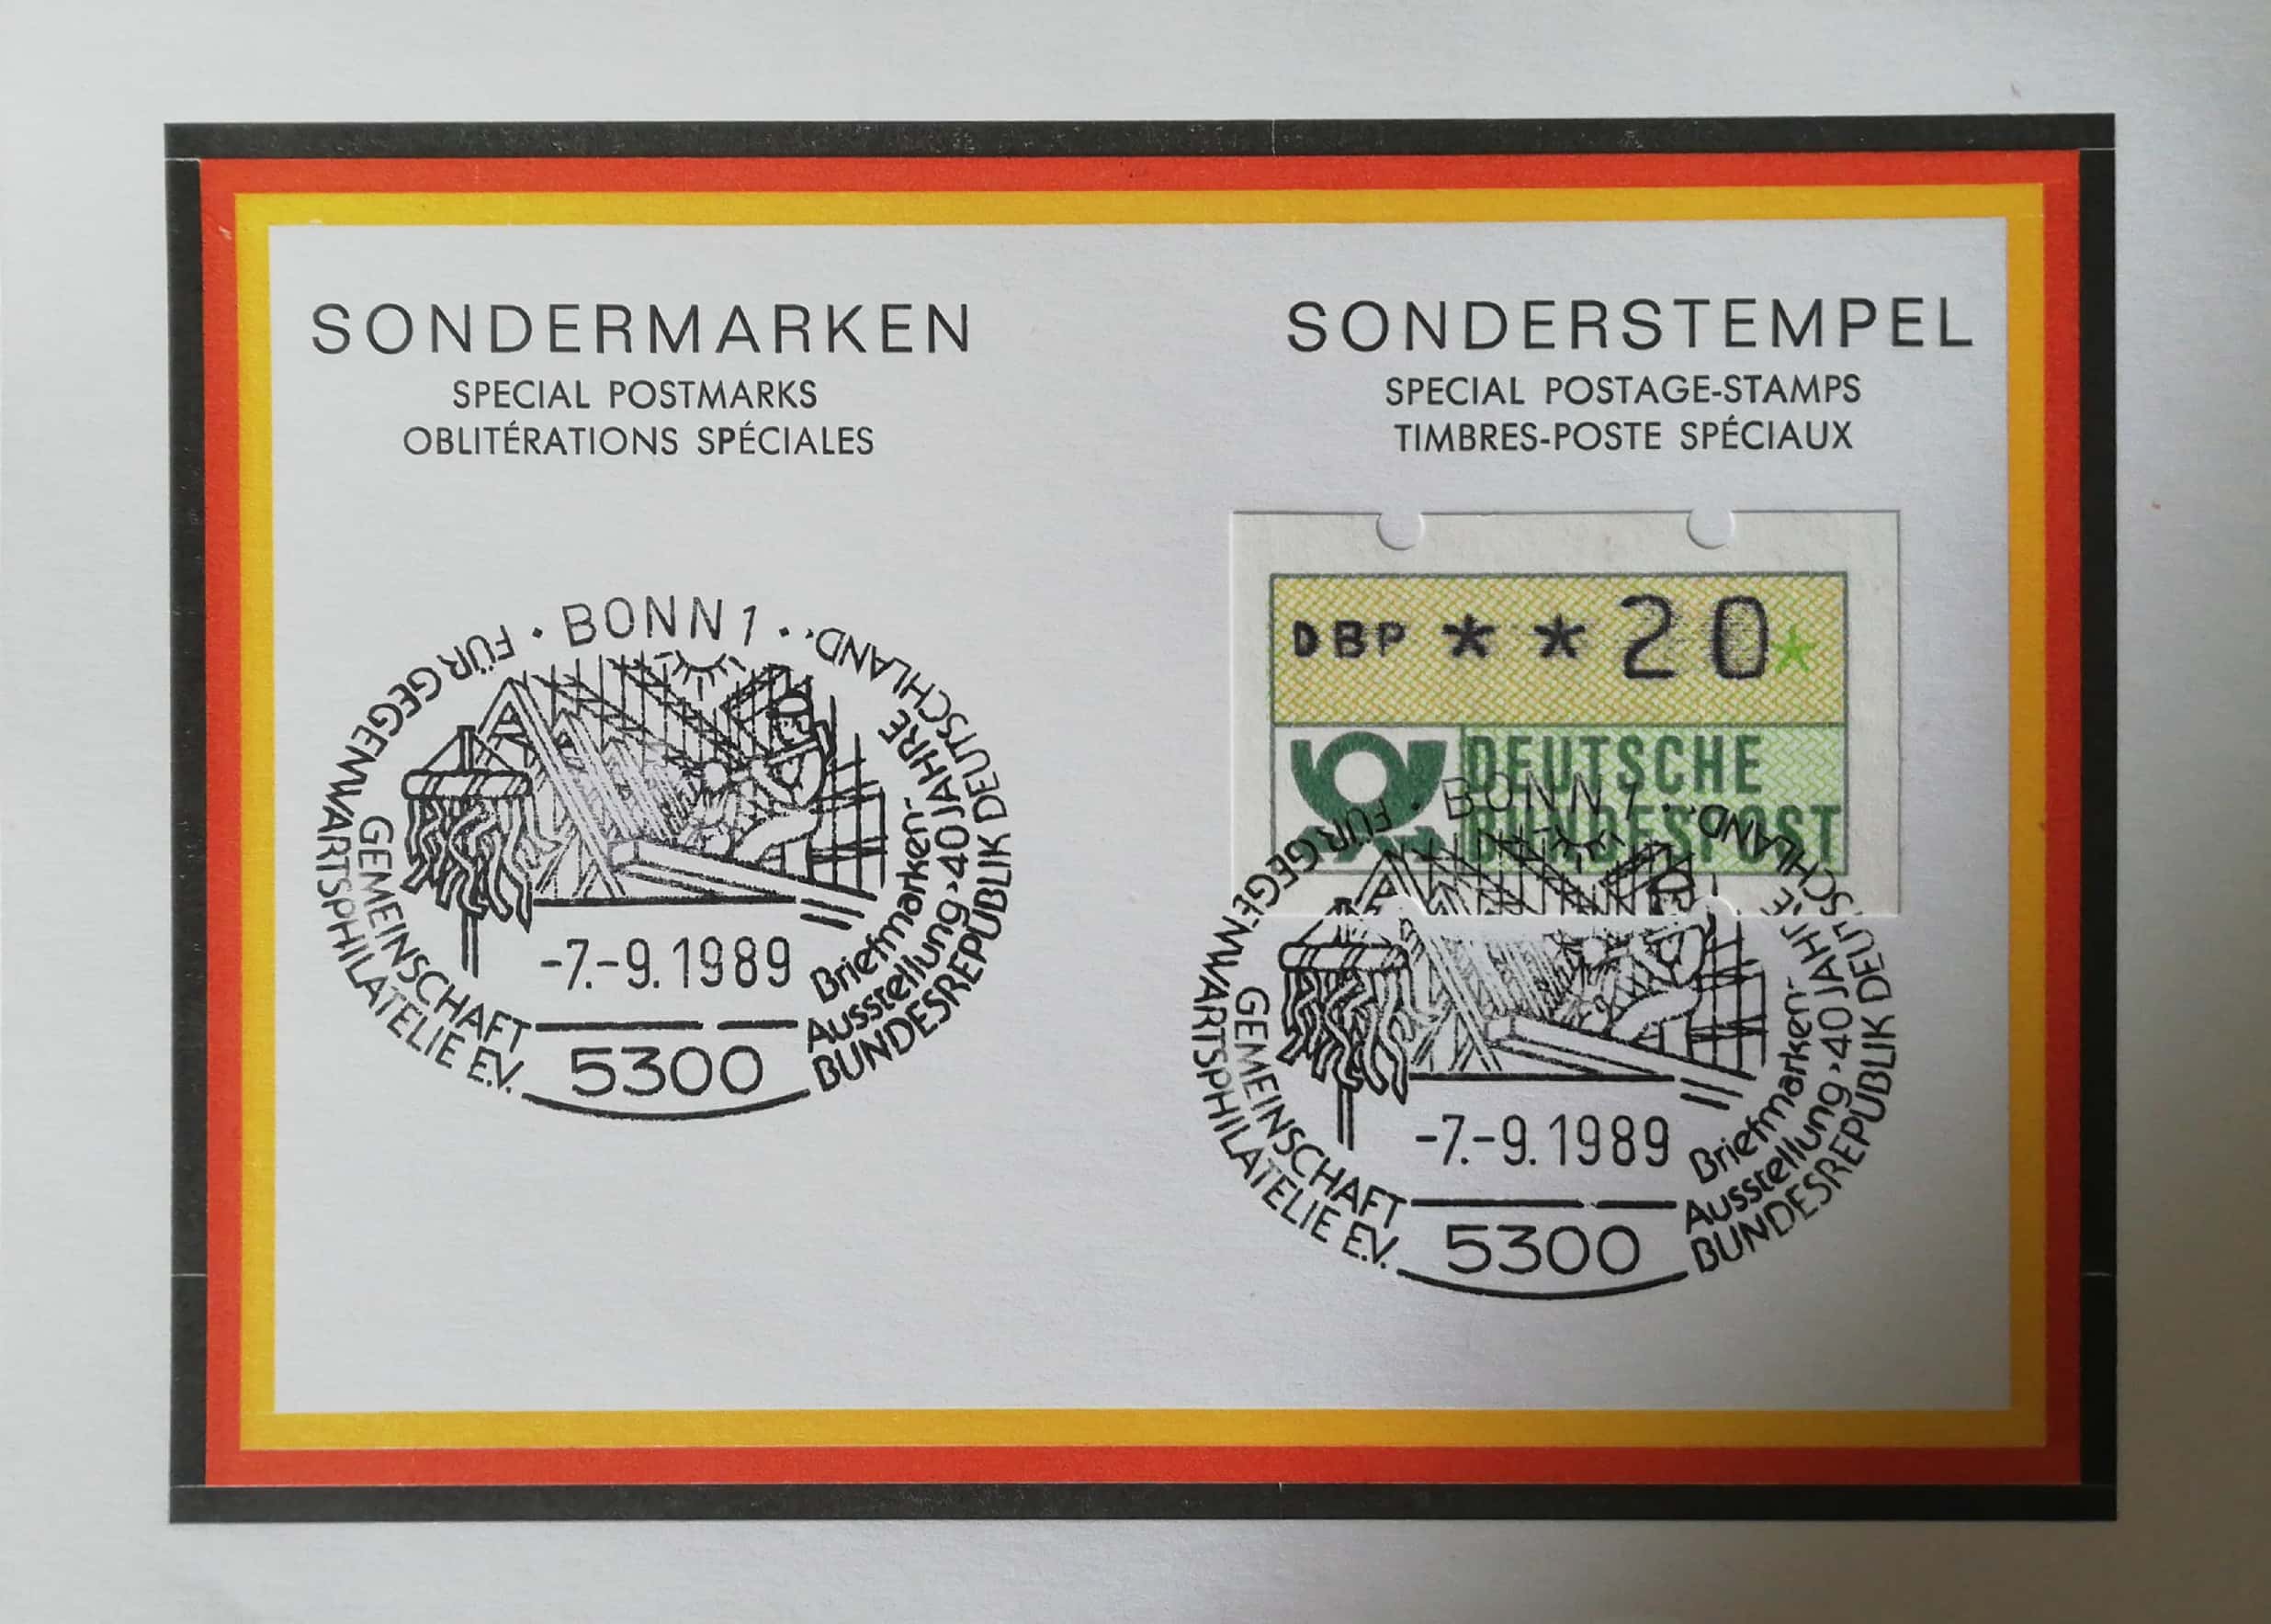 SONDERMARKEN
SPECIAL POSTMARKS
OBLITÉRATIONS SPÉCIALES
SONDERSTEMPEL
SPECIAL POSTAGE-STAMPS
TIMBRES-POSTE SPÉCIAUX
· BONN 1 ·
GEMEINSCHAFT
FÜR GEGENWARTSPHILATELIE E.V.
Briefmarken-
Ausstellung ›40 JAHRE
BUNDESREPUBLIK DEUTSCHLAND‹
-7.-9.1989
5300
DBP ** 20*
DEUTSCHE
BUNDESPOST
· BONN 1 ·
GEMEINSCHAFT
FÜR GEGENWARTSPHILATELIE E.V.
Briefmarken-
Ausstellung ›40 JAHRE
BUNDESREPUBLIK DEUTSCHLAND‹
-7.-9.1989
5300